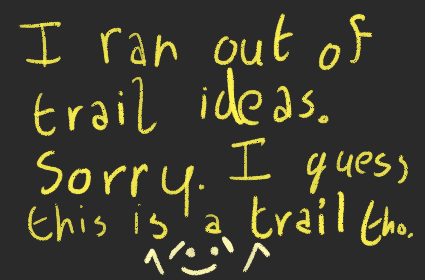 I ran out of
trail ideas.
Sorry. I guess
this is a trail tho.